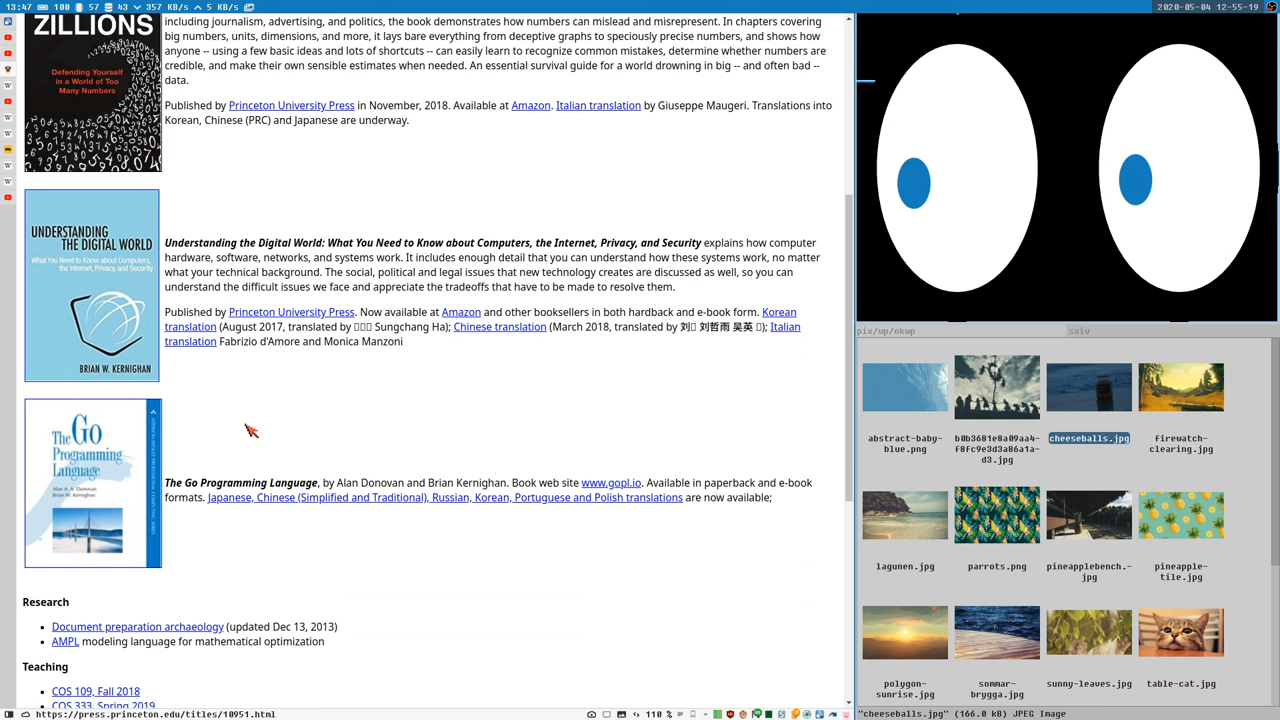 13:47 100 57 43 357 KB/s 5 KB/s
2020-05-04 12-55-19
ZILLIONS
Defending Yourself
in a World of Too
Many Numbers
including journalism, advertising, and politics, the book demonstrates how numbers can mislead and misrepresent. In chapters covering
big numbers, units, dimensions, and more, it lays bare everything from deceptive graphs to speciously precise numbers, and shows how
anyone -- using a few basic ideas and lots of shortcuts -- can easily learn to recognize common mistakes, determine whether numbers are
credible, and make their own sensible estimates when needed. An essential survival guide for a world drowning in big -- and often bad --
data.
Published by Princeton University Press in November, 2018. Available at Amazon. Italian translation by Giuseppe Maugeri. Translations into
Korean, Chinese (PRC) and Japanese are underway.
UNDERSTANDING
THE DIGITAL WORLD
What You Need to Know about Computers,
the Internet, Privacy, and Security
BRIAN W. KERNIGHAN
Understanding the Digital World: What You Need to Know about Computers, the Internet, Privacy, and Security explains how computer
hardware, software, networks, and systems work. It includes enough detail that you can understand how these systems work, no matter
what your technical background. The social, political and legal issues that new technology creates are discussed as well, so you can
understand the difficult issues we face and appreciate the tradeoffs that have to be made to resolve them.
Published by Princeton University Press. Now available at Amazon and other booksellers in both hardback and e-book form. Korean
translation (August 2017, translated by Sungchang Ha); Chinese translation (March 2018, translated by 刘 刘哲雨 吴英 ); Italian
translation Fabrizio d'Amore and Monica Manzoni
The Go
Programming
Language
Alan A. A. Donovan
Brian W. Kernighan
The Go Programming Language, by Alan Donovan and Brian Kernighan. Book web site www.gopl.io. Available in paperback and e-book
formats. Japanese, Chinese (Simplified and Traditional), Russian, Korean, Portuguese and Polish translations are now available;
Research
Document preparation archaeology (updated Dec 13, 2013)
AMPL modeling language for mathematical optimization
Teaching
COS 109, Fall 2018
COS 333, Spring 2019
https://press.princeton.edu/titles/10951.html
110 %
pix/wp/okwp
sxiv
abstract-baby-
blue.png
b0b3681e8a09aa4-
f8fc9e3d3a86a1a-
d3.jpg
cheeseballs.jpg
firewatch-
clearing.jpg
lagunen.jpg
parrots.png
pineapplebench.-
jpg
pineapple-
tile.jpg
polygon-
sunrise.jpg
sommar-
brygga.jpg
sunny-leaves.jpg
table-cat.jpg
"cheeseballs.jpg" (166.0 kB) JPEG Image